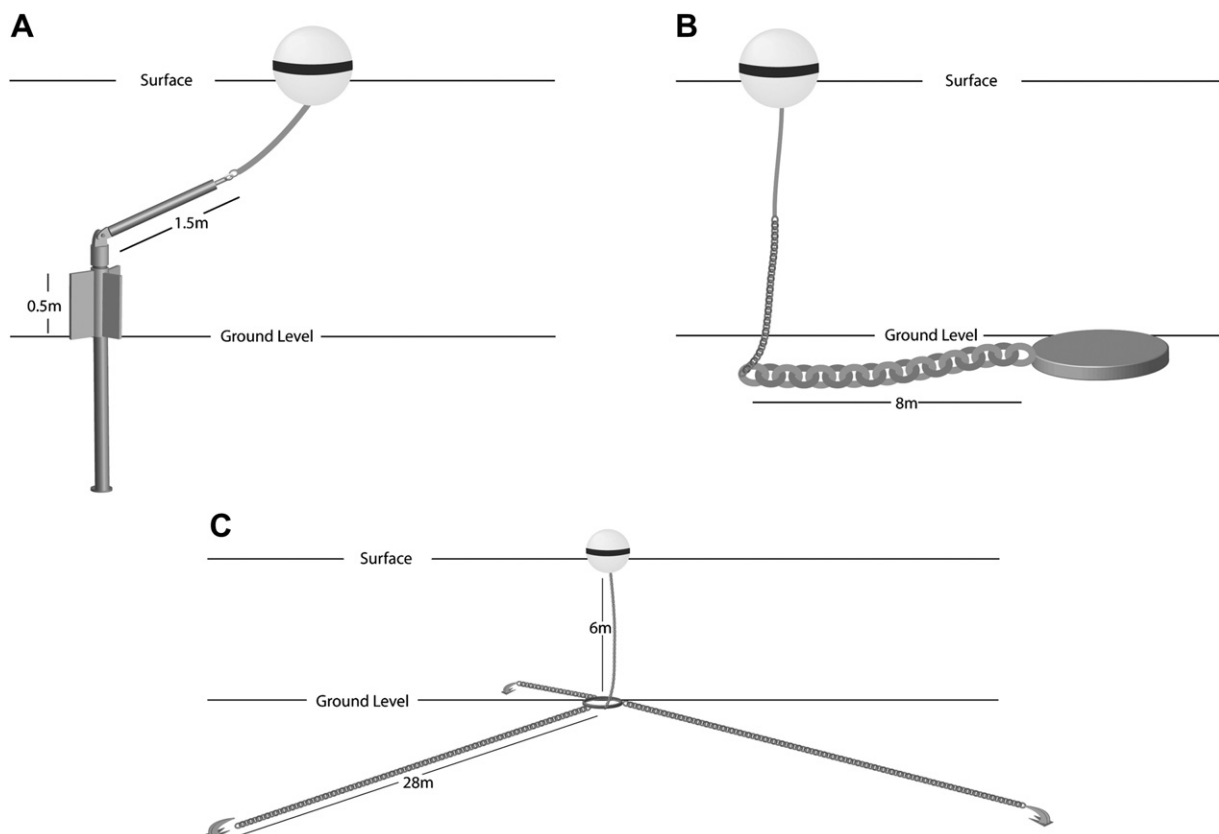 A
Surface
1.5m
0.5m
Ground Level
B
Surface
Ground Level
8m
C
Surface
6m
Ground Level
28m